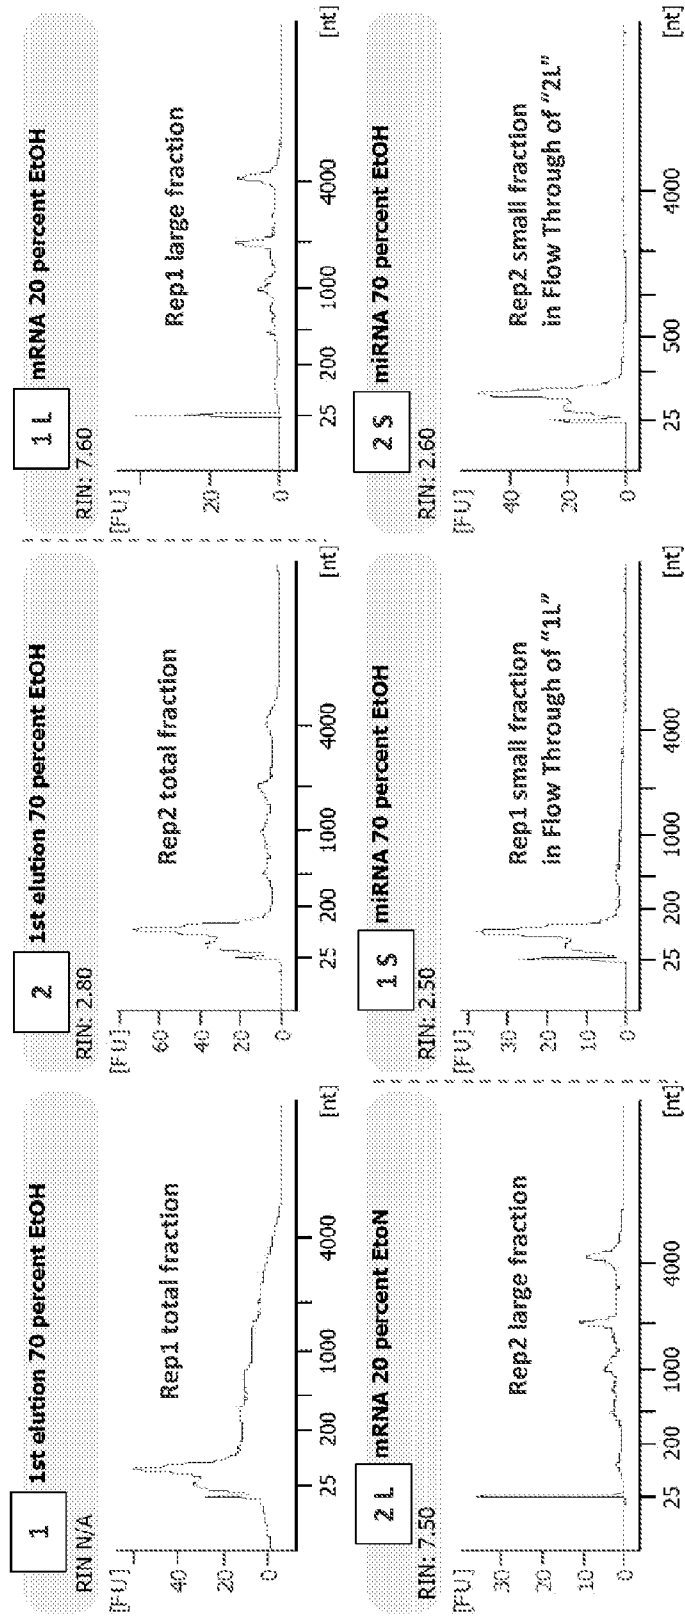 1
1st elution 70 percent EtOH
RIN N/A
[FU]
40
20
0
Rep1 total fraction
25
200
1000
4000
[nt]
2
1st elution 70 percent EtOH
RIN: 2.80
[FU]
60
40
20
0
Rep2 total fraction
25
200
1000
4000
[nt]
1 L
mRNA 20 percent EtOH
RIN: 7.60
[FU]
20
0
Rep1 large fraction
25
200
1000
4000
[nt]
2 L
mRNA 20 percent EtoN
RIN: 7.50
[FU]
30
20
10
0
Rep2 large fraction
25
200
1000
4000
[nt]
1 S
miRNA 70 percent EtOH
RIN: 2.50
[FU]
30
20
10
0
Rep1 small fraction
in Flow Through of "1L"
25
200
1000
4000
[nt]
2 S
miRNA 70 percent EtOH
RIN: 2.60
[FU]
40
20
0
Rep2 small fraction
in Flow Through of "2L"
25
500
4000
[nt]